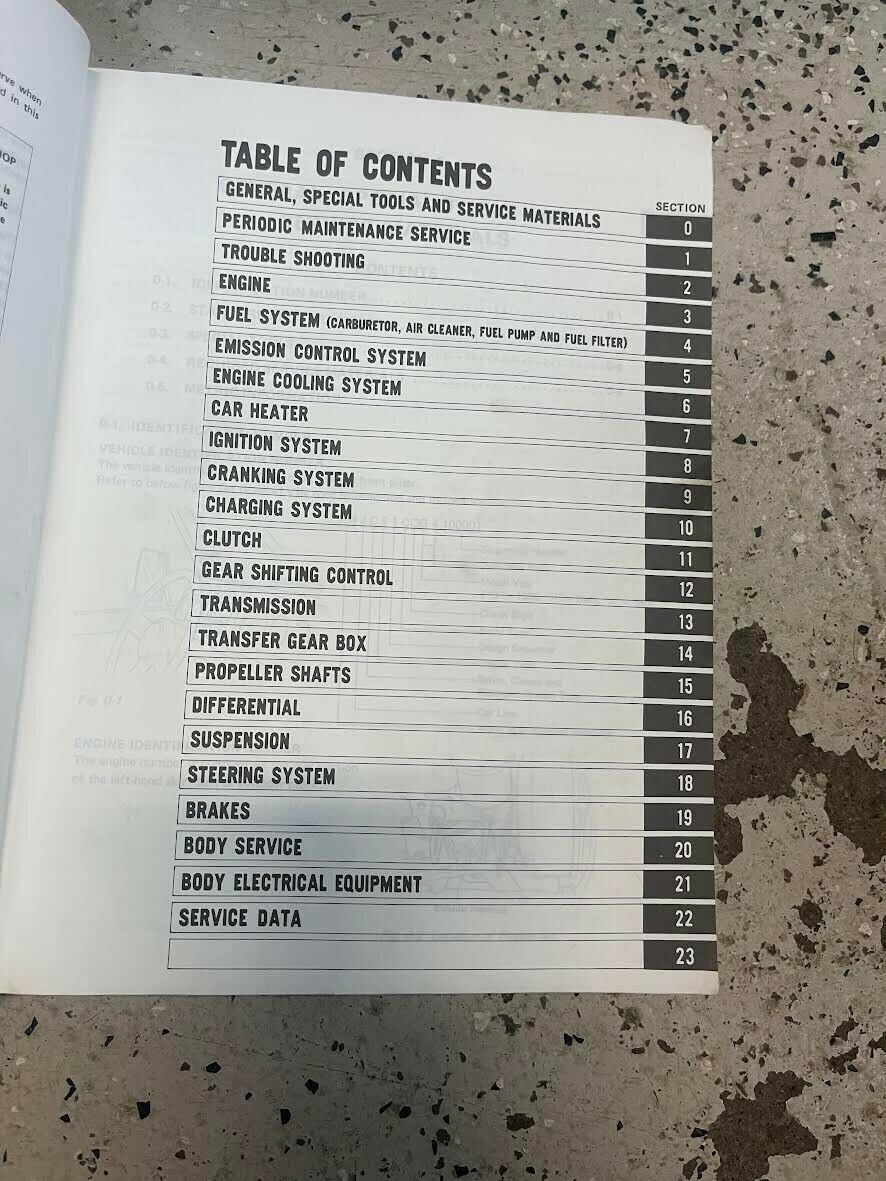 when
in this
is
TABLE OF CONTENTS
SECTION
GENERAL, SPECIAL TOOLS AND SERVICE MATERIALS 0
PERIODIC MAINTENANCE SERVICE 1
TROUBLE SHOOTING 2
ENGINE 3
FUEL SYSTEM (CARBURETOR, AIR CLEANER, FUEL PUMP AND FUEL FILTER) 4
EMISSION CONTROL SYSTEM 5
ENGINE COOLING SYSTEM 6
CAR HEATER 7
IGNITION SYSTEM 8
CRANKING SYSTEM 9
CHARGING SYSTEM 10
CLUTCH 11
GEAR SHIFTING CONTROL 12
TRANSMISSION 13
TRANSFER GEAR BOX 14
PROPELLER SHAFTS 15
DIFFERENTIAL 16
SUSPENSION 17
STEERING SYSTEM 18
BRAKES 19
BODY SERVICE 20
BODY ELECTRICAL EQUIPMENT 21
SERVICE DATA 22
23